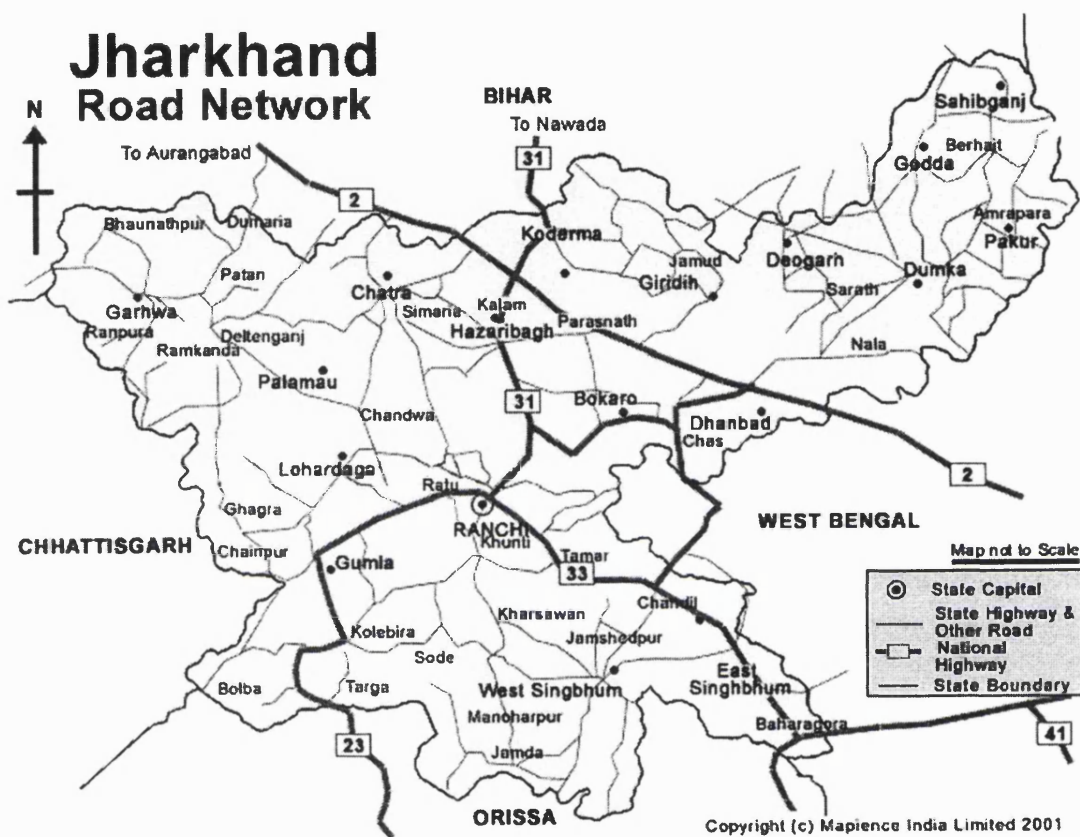 Jharkhand
Road Network
N
BIHAR
To Nawada
To Aurangabad
31
2
Sahibganj
Berhait
Godda
Amrapara
Pakur
Bhaunathpur
Dumaria
Koderma
Jamud
Deogarh
Dumka
Patan
Chatra
Giridih
Sarath
Garhwa
Simaria
Kalam
Hazaribagh
Parasnath
Ranpura
Deltenganj
Ramkanda
Nala
Palamau
31
Bokaro
Chandwa
Dhanbad
Chas
Lohardaga
Ratu
2
Ghagra
RANCHI
Khunti
WEST BENGAL
CHHATTISGARH
Chainpur
Gumla
Tamar
33
Map not to Scale
State Capital
State Highway &
Other Road
National
Highway
State Boundary
Chandil
Kharsawan
Jamshedpur
Kolebira
Sode
East
Singhbhum
West Singbhum
Bolba
Targa
Manoharpur
Baharagora
23
Jamda
41
ORISSA
Copyright (c) Mapience India Limited 2001